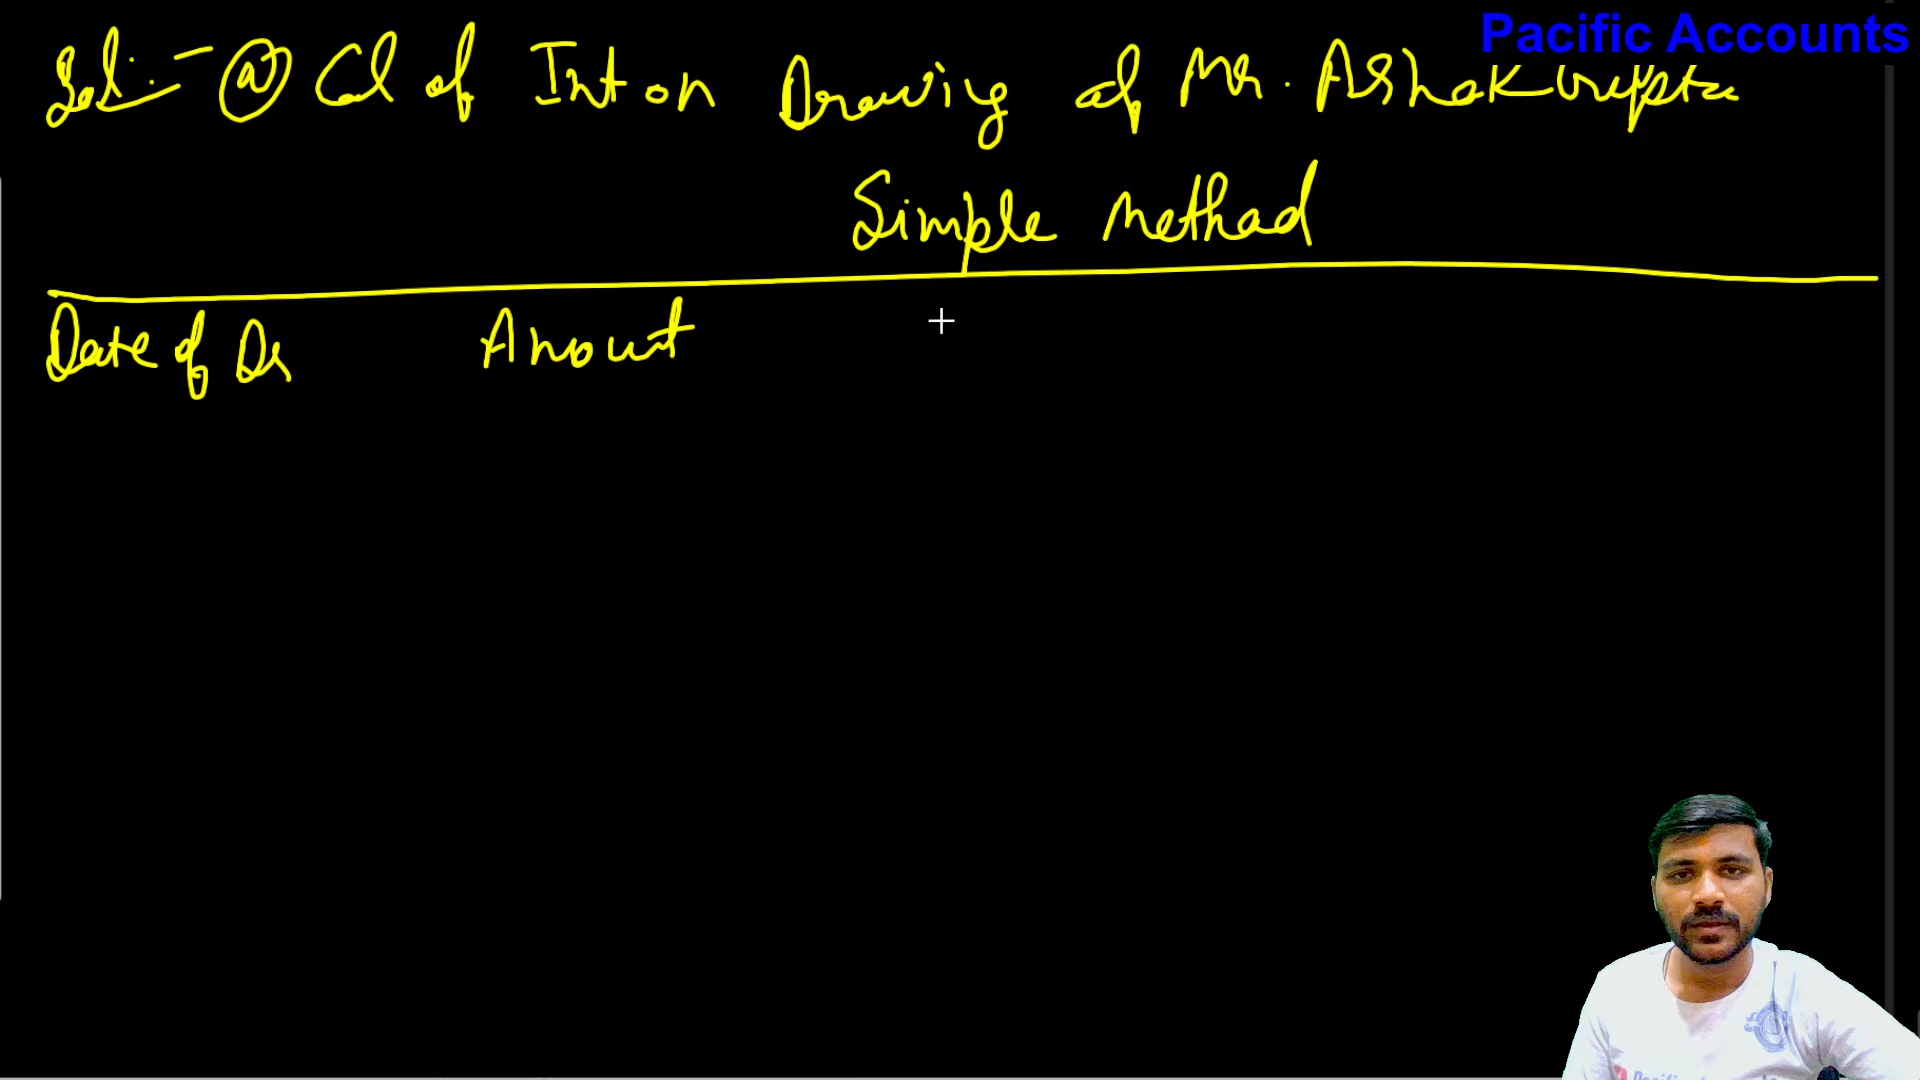 Pacific Accounts
Sol:- (a) Cal of Int on Drawing of Mr. Ashok Gupta
Simple Method
Date of Dr Amount